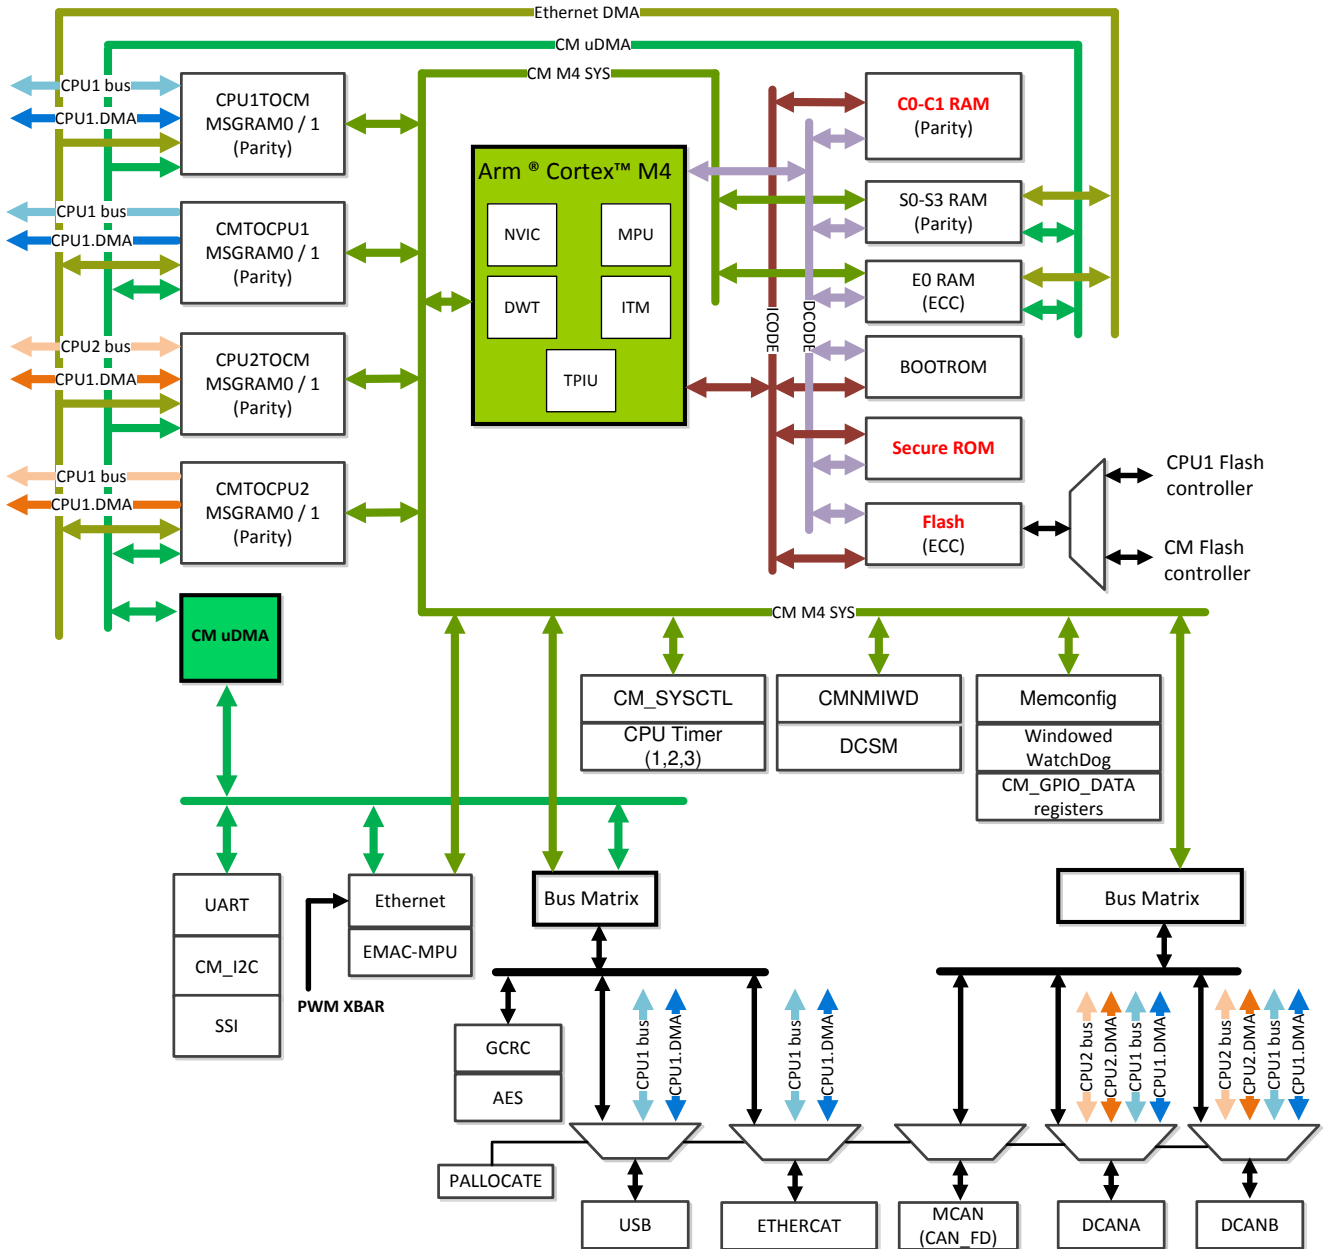 Ethernet DMA
CM uDMA
CM M4 SYS
CPU1 bus
CPU1.DMA
CPU1TOCM
MSGRAM0 / 1
(Parity)
CPU1 bus
CPU1.DMA
CMTOCPU1
MSGRAM0 / 1
(Parity)
CPU2 bus
CPU1.DMA
CPU2TOCM
MSGRAM0 / 1
(Parity)
CPU1 bus
CPU1.DMA
CMTOCPU2
MSGRAM0 / 1
(Parity)
CM uDMA
Arm ® Cortex™ M4
NVIC
MPU
DWT
ITM
TPIU
ICODE
DCODE
C0-C1 RAM
(Parity)
S0-S3 RAM
(Parity)
E0 RAM
(ECC)
BOOTROM
Secure ROM
Flash
(ECC)
CPU1 Flash
controller
CM Flash
controller
CM M4 SYS
CM_SYSCTL
CPU Timer
(1,2,3)
CMNMIWD
DCSM
Memconfig
Windowed
WatchDog
CM_GPIO_DATA
registers
UART
CM_I2C
SSI
Ethernet
EMAC-MPU
PWM XBAR
Bus Matrix
Bus Matrix
GCRC
AES
CPU1 bus
CPU1.DMA
CPU1 bus
CPU1.DMA
CPU2 bus
CPU2.DMA
CPU1 bus
CPU1.DMA
CPU2 bus
CPU2.DMA
CPU1 bus
CPU1.DMA
PALLOCATE
USB
ETHERCAT
MCAN
(CAN_FD)
DCANA
DCANB